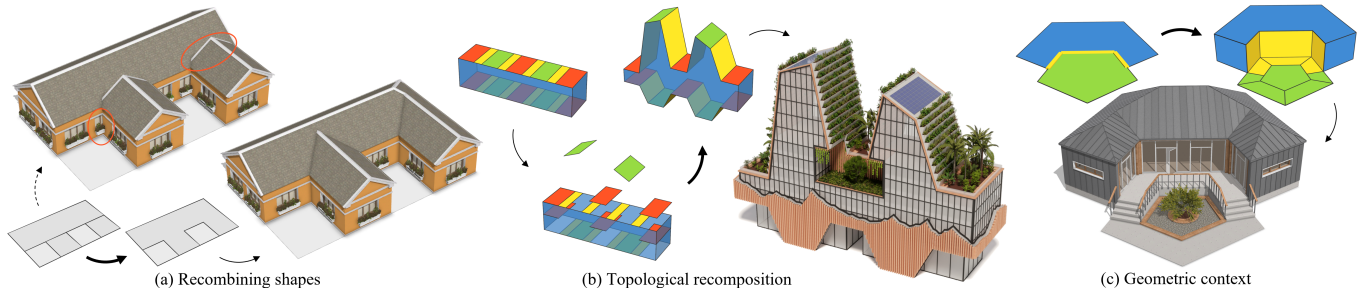 (a) Recombining shapes
(b) Topological recomposition
(c) Geometric context